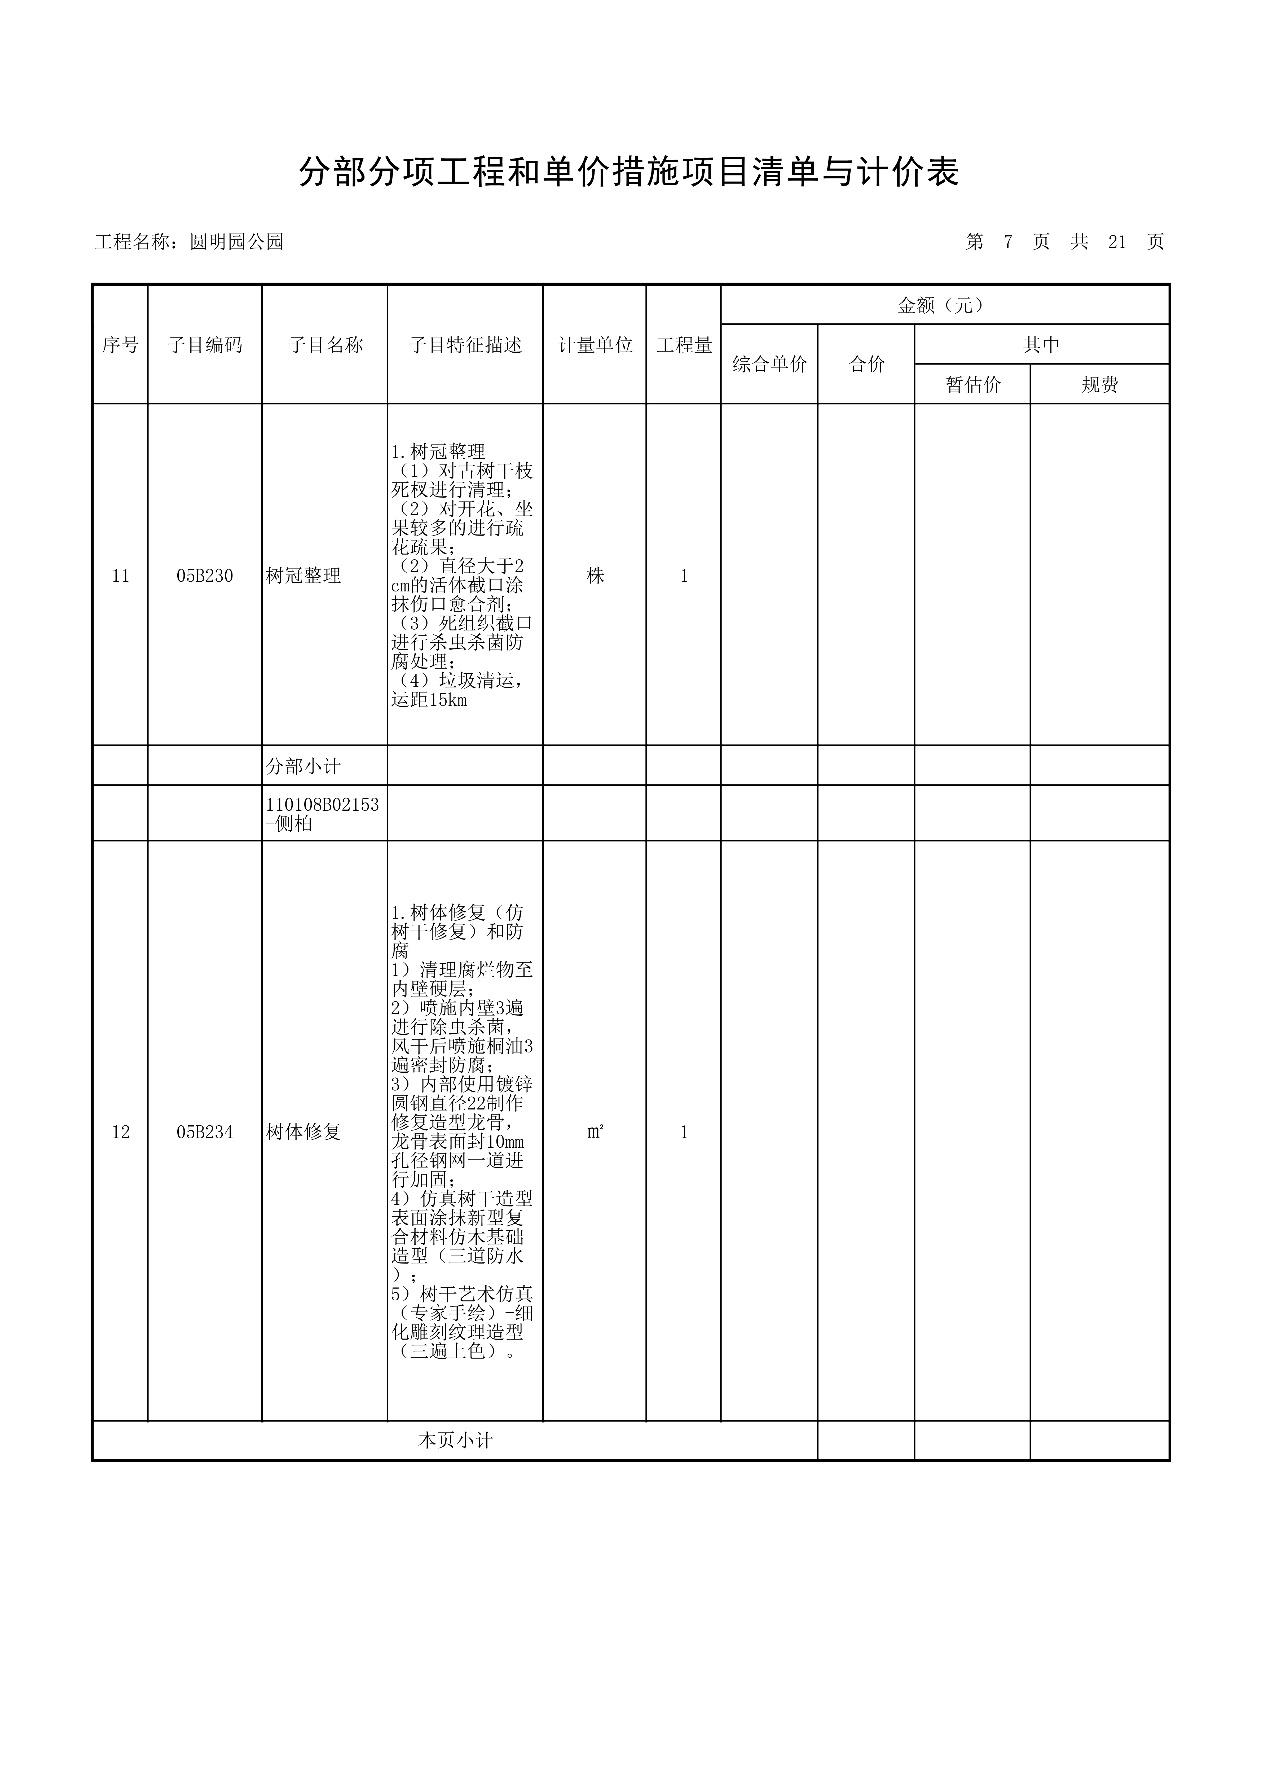 分部分项工程和单价措施项目清单与计价表
工程名称：圆明园公园
第 7 页 共 21 页
序号
子目编码
子目名称
子目特征描述
计量单位
工程量
金额（元）
综合单价
合价
其中
暂估价
规费
11
05B230
树冠整理
1.树冠整理
（1）对古树干枝
死杈进行清理；
（2）对开花、坐
果较多的进行疏
花疏果；
（2）直径大于2
cm的活体截口涂
抹伤口愈合剂；
（3）死组织截口
进行杀虫杀菌防
腐处理；
（4）垃圾清运，
运距15km
株
1
分部小计
110108B02153
-侧柏
12
05B234
树体修复
1.树体修复（仿
树干修复）和防
腐
1）清理腐烂物至
内壁硬层；
2）喷施内壁3遍
进行除虫杀菌，
风干后喷施桐油3
遍密封防腐；
3）内部使用镀锌
圆钢直径22制作
修复造型龙骨，
龙骨表面封10mm
孔径钢网一道进
行加固；
4）仿真树干造型
表面涂抹新型复
合材料仿木基础
造型（三道防水
）；
5）树干艺术仿真
（专家手绘）-细
化雕刻纹理造型
（三遍上色）。
m²
1
本页小计